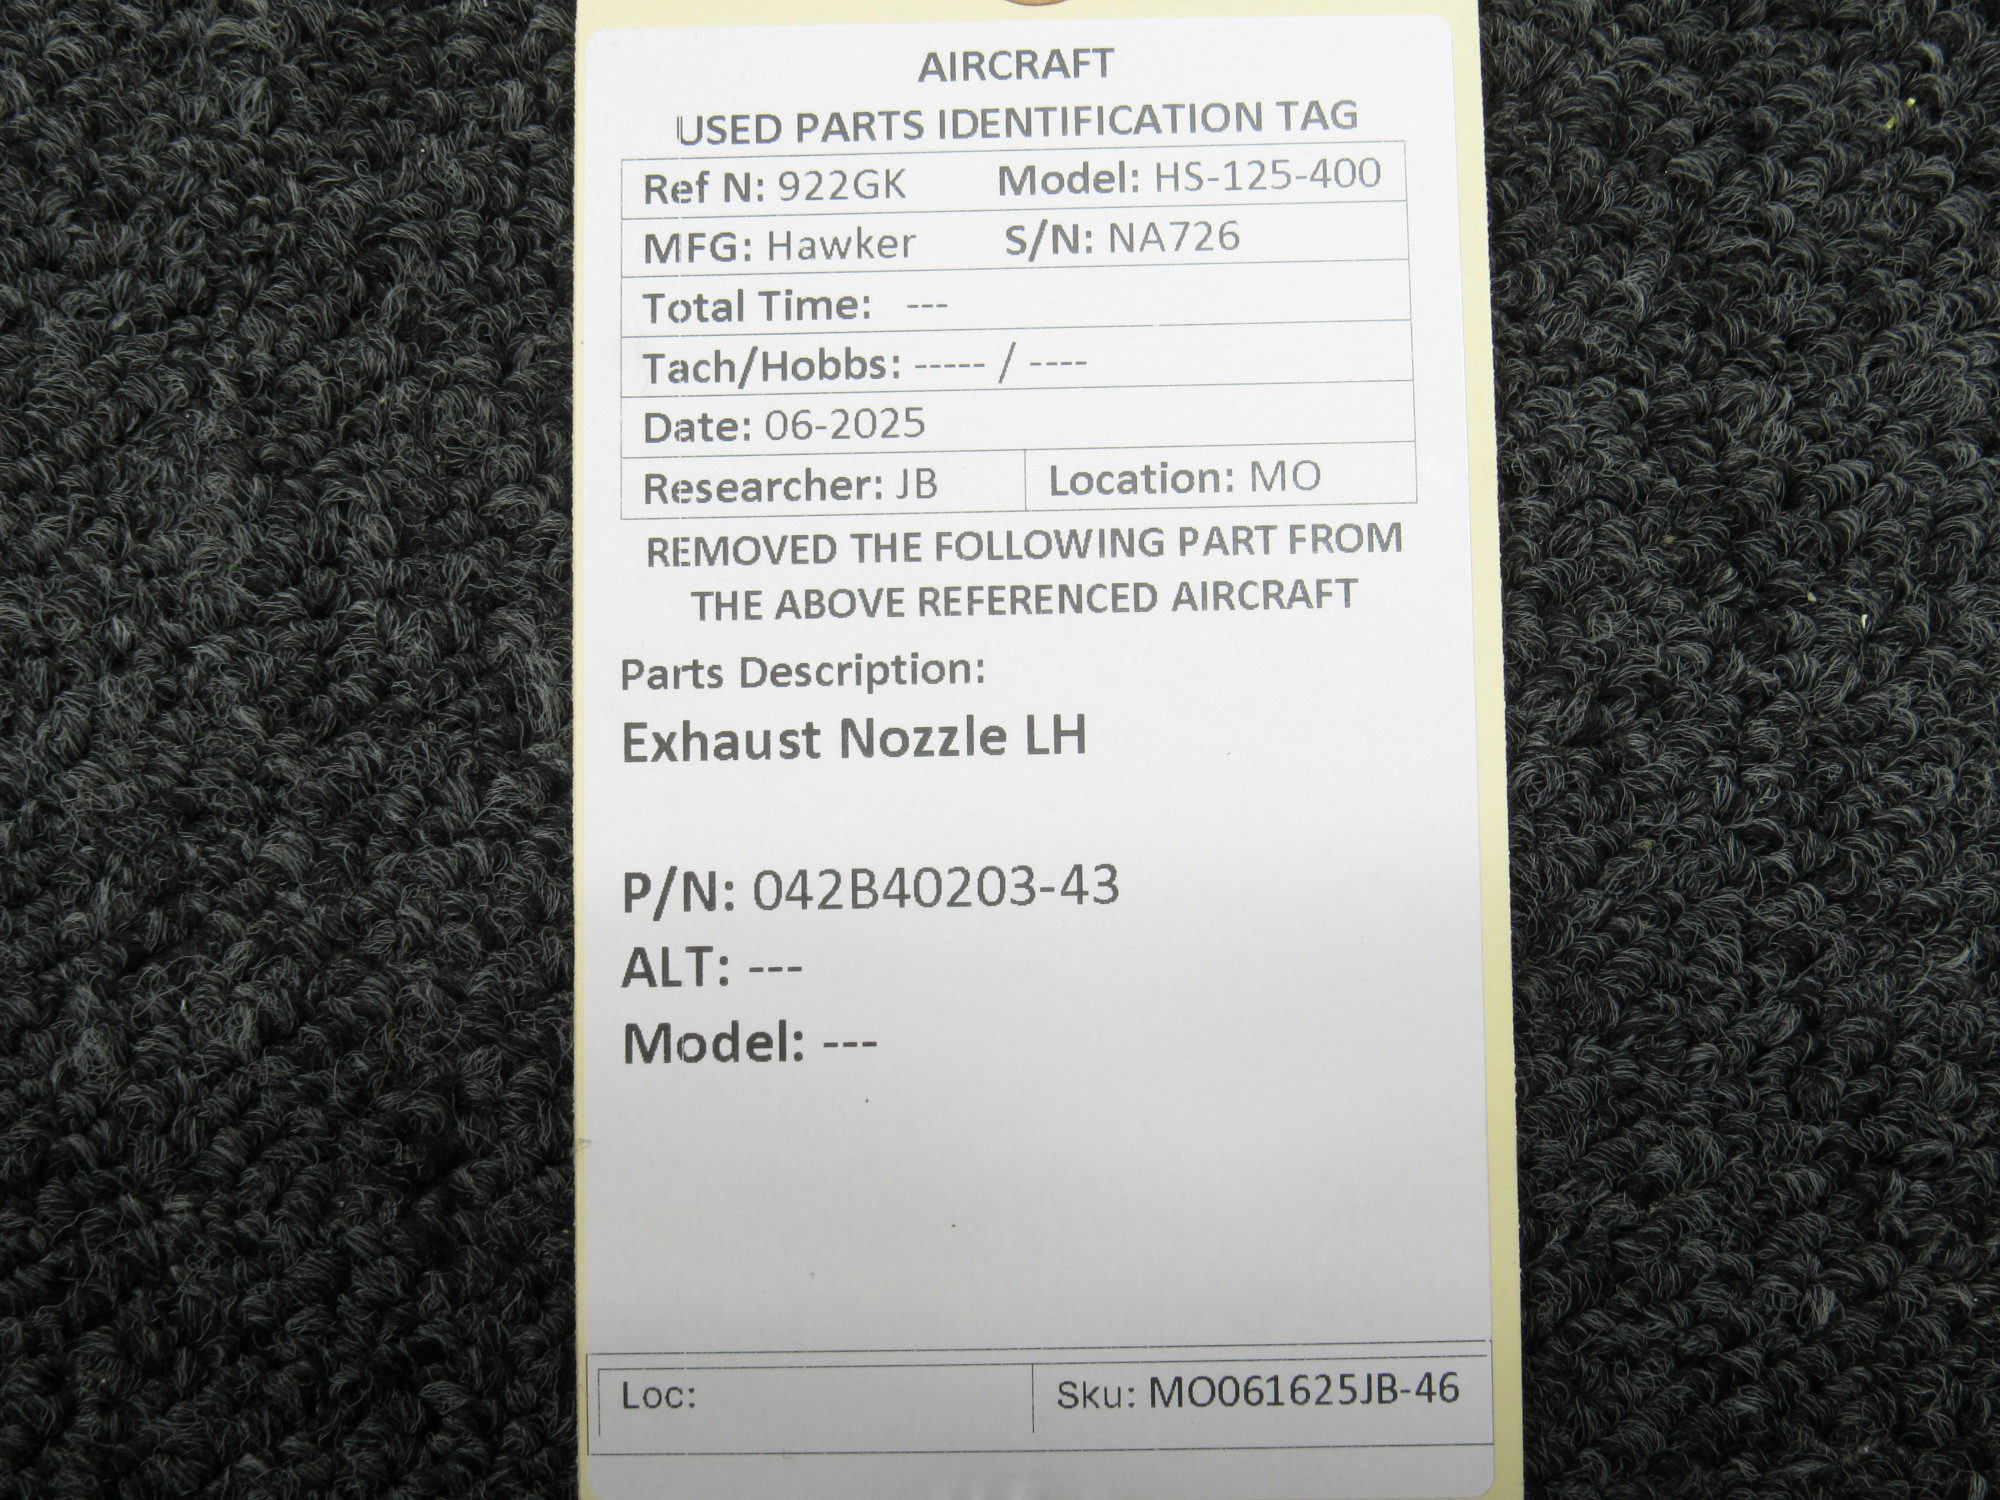 AIRCRAFT
USED PARTS IDENTIFICATION TAG
Ref N: 922GK Model: HS-125-400
MFG: Hawker S/N: NA726
Total Time: ---
Tach/Hobbs: ----- / ----
Date: 06-2025
Researcher: JB Location: MO
REMOVED THE FOLLOWING PART FROM
THE ABOVE REFERENCED AIRCRAFT
Parts Description:
Exhaust Nozzle LH
P/N: 042B40203-43
ALT: ---
Model: ---
Loc: Sku: MO061625JB-46